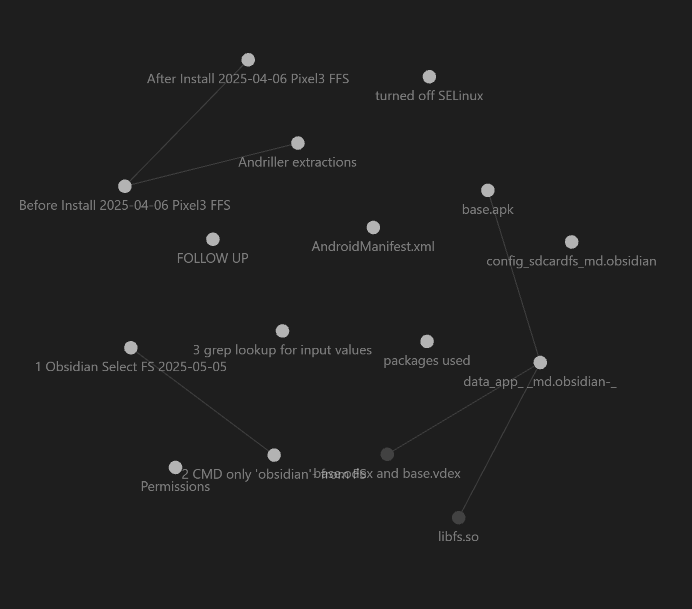 After Install 2025-04-06 Pixel3 FFS
turned off SELinux
Andriller extractions
Before Install 2025-04-06 Pixel3 FFS
base.apk
AndroidManifest.xml
FOLLOW UP
config_sdcardfs_md.obsidian
3 grep lookup for input values
packages used
1 Obsidian Select FS 2025-05-05
data_app_ _md.obsidian-_
2 CMD only 'obsidian'- from FS
base.odex and base.vdex
Permissions
libfs.so